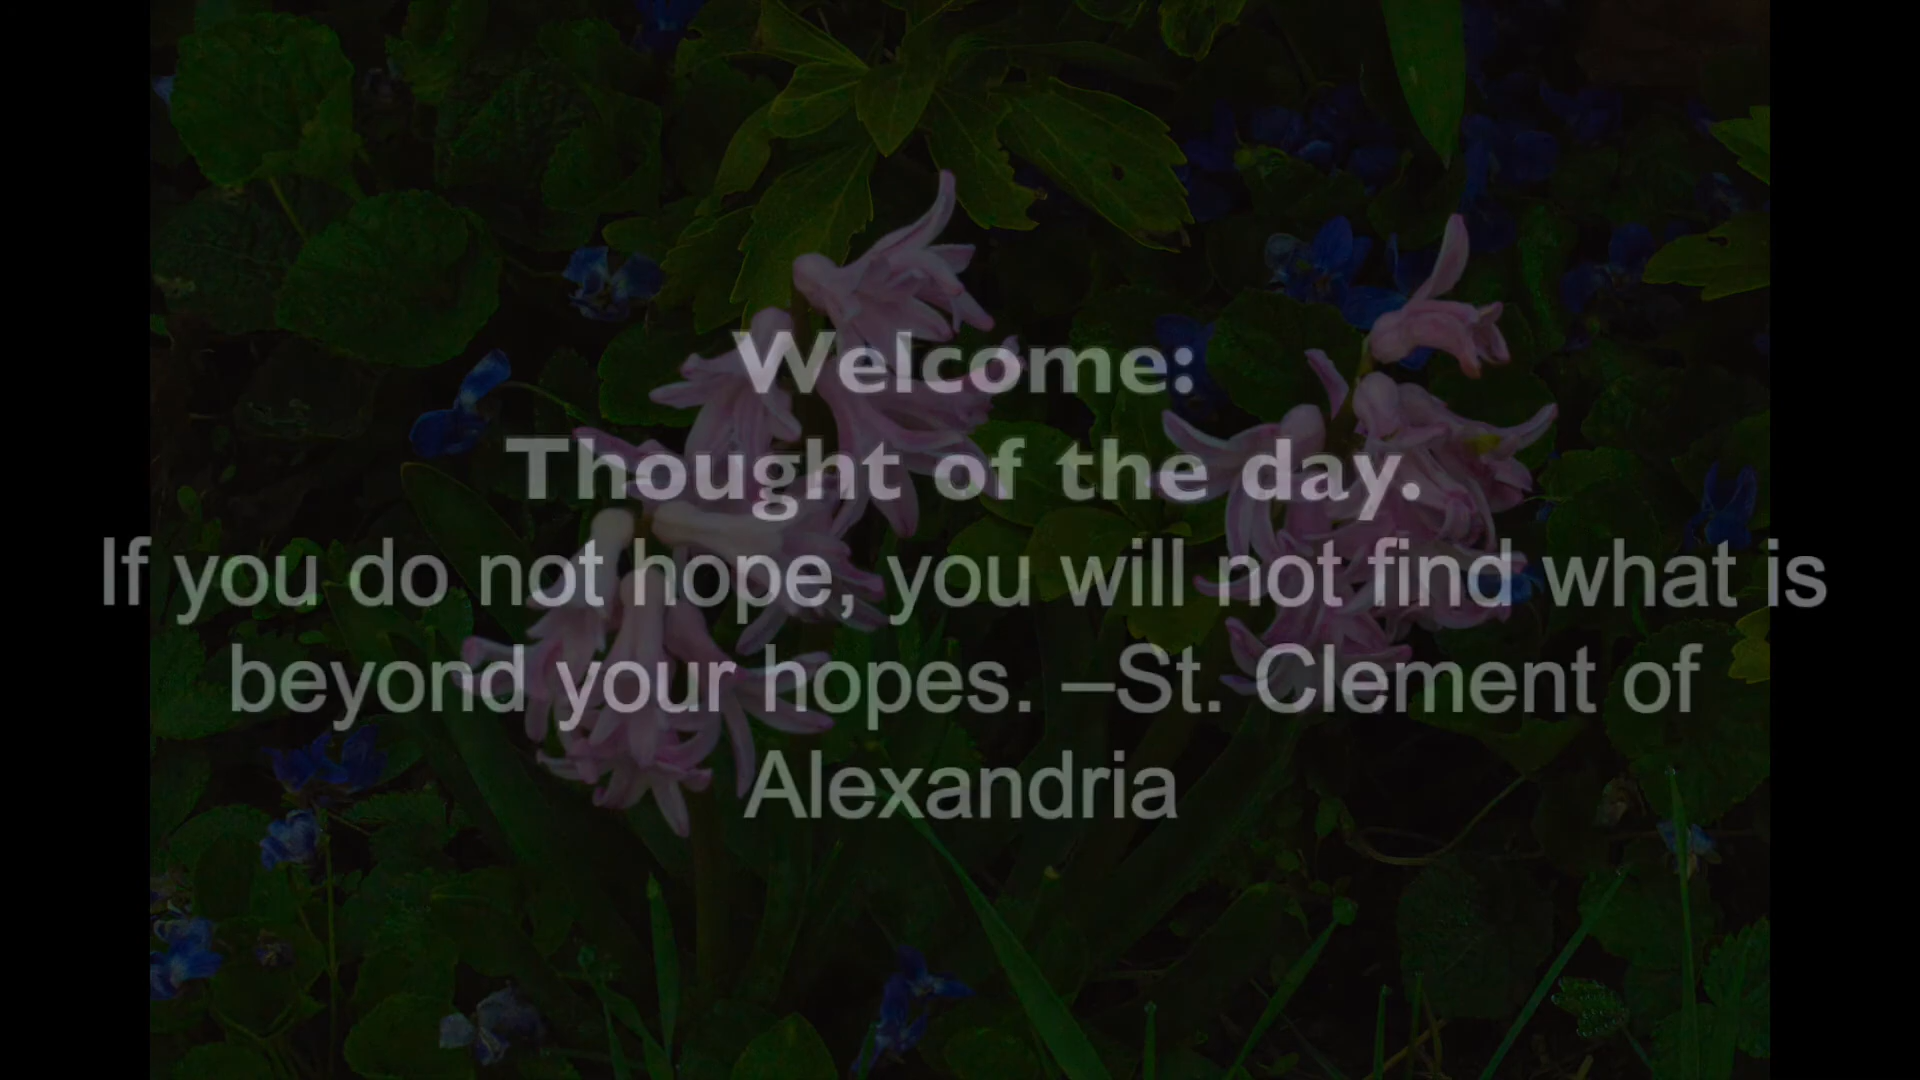 Welcome:
Thought of the day.
If you do not hope, you will not find what is
beyond your hopes. –St. Clement of
Alexandria